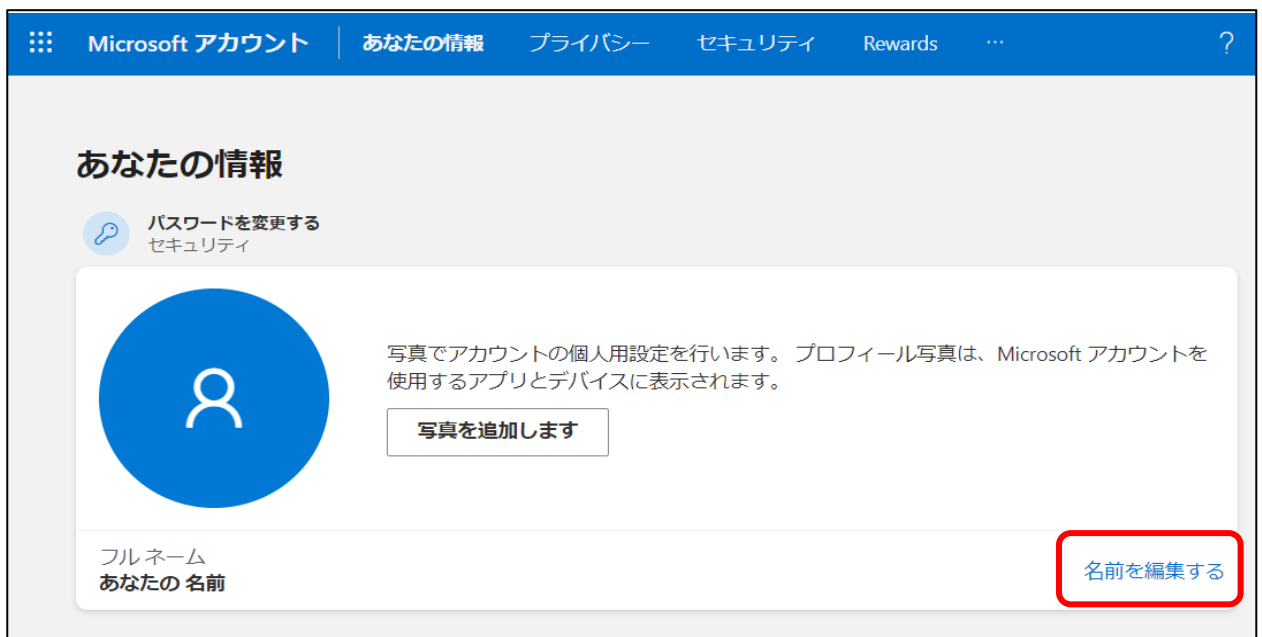 Microsoft アカウント あなたの情報 プライバシー セキュリティ Rewards … ?
あなたの情報
パスワードを変更する
セキュリティ
写真でアカウントの個人用設定を行います。 プロフィール写真は、Microsoft アカウントを
使用するアプリとデバイスに表示されます。
写真を追加します
フル ネーム
あなたの 名前
名前を編集する